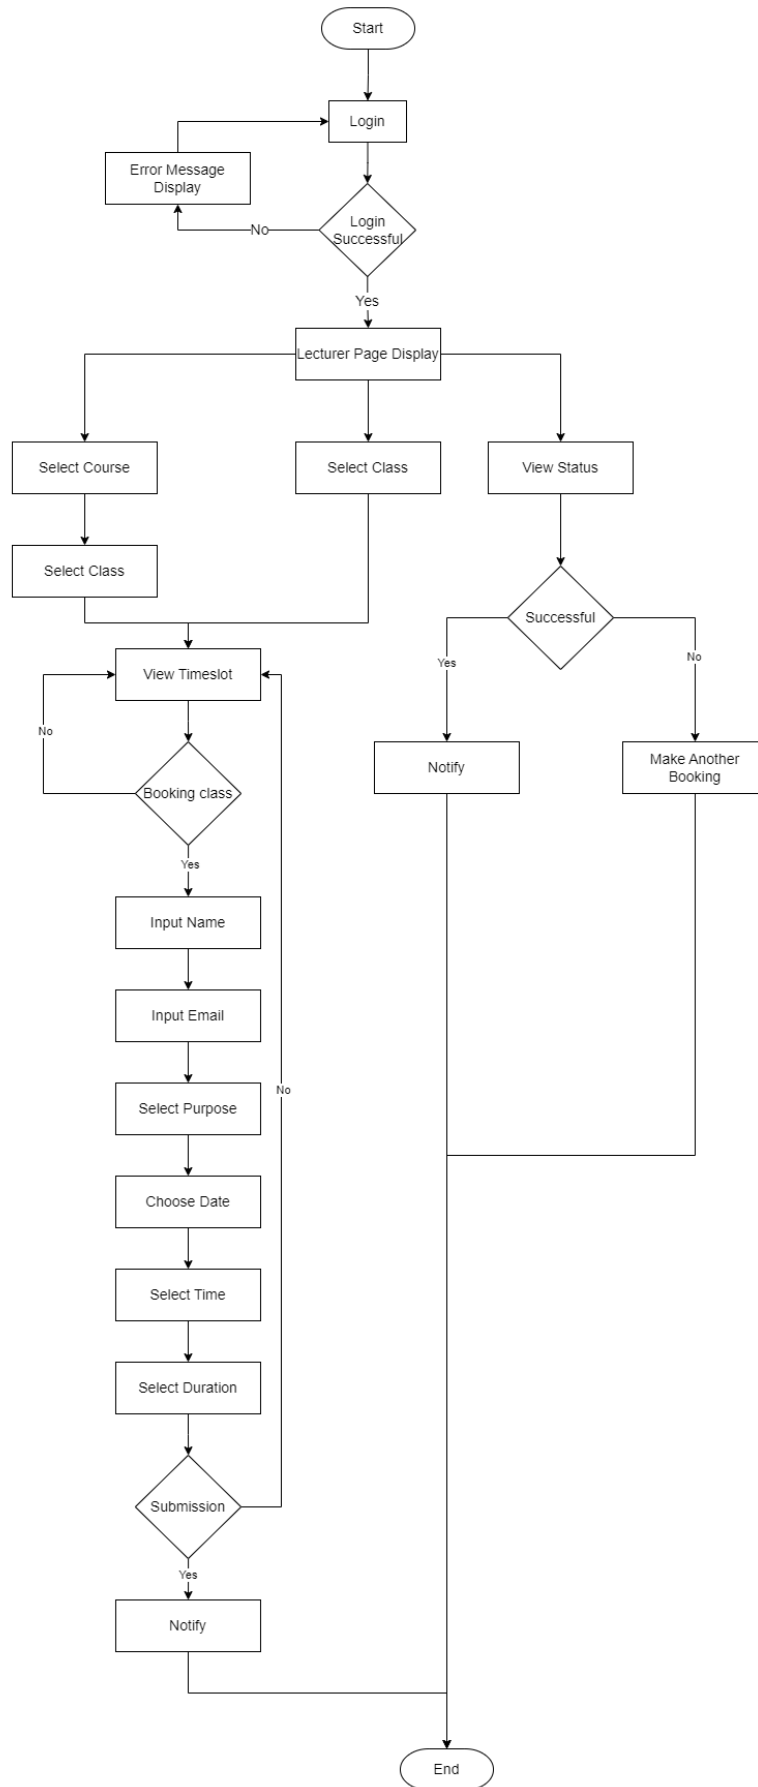 Start
Login
Error Message
Display
Login
Successful
No
Yes
Lecturer Page Display
Select Course
Select Class
View Status
Select Class
Successful
Yes
No
View Timeslot
No
Notify
Make Another
Booking
Booking class
Yes
Input Name
Input Email
Select Purpose
No
Choose Date
Select Time
Select Duration
Submission
Yes
Notify
End